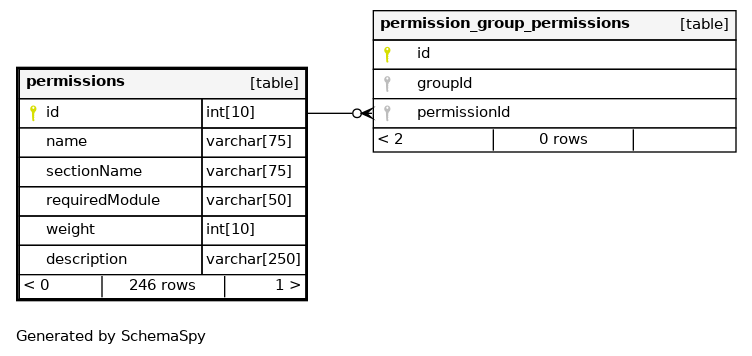 permission_group_permissions [table]
id
groupId
permissionId
< 2 0 rows
permissions [table]
id int[10]
name varchar[75]
sectionName varchar[75]
requiredModule varchar[50]
weight int[10]
description varchar[250]
< 0 246 rows 1 >
Generated by SchemaSpy